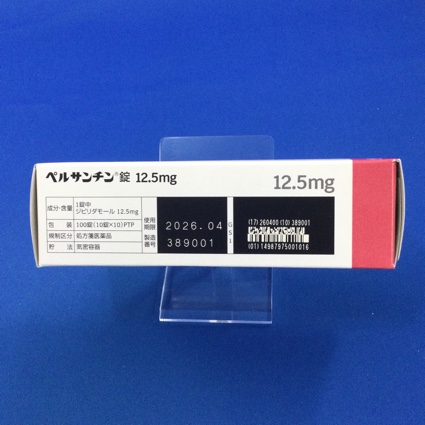 ペルサンチン®錠 12.5mg
12.5mg
成分・含量 1錠中
ジピリダモール 12.5mg
包装 100錠(10錠×10)PTP
規制区分 処方箋医薬品
貯法 気密容器
使用期限 2026.04
製造番号 389001
GS1
(17)260400(10)389001
(01)14987975001016